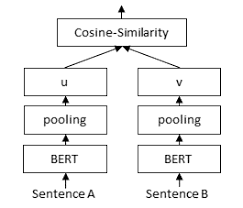 Cosine-Similarity
u v
pooling pooling
BERT BERT
Sentence A Sentence B